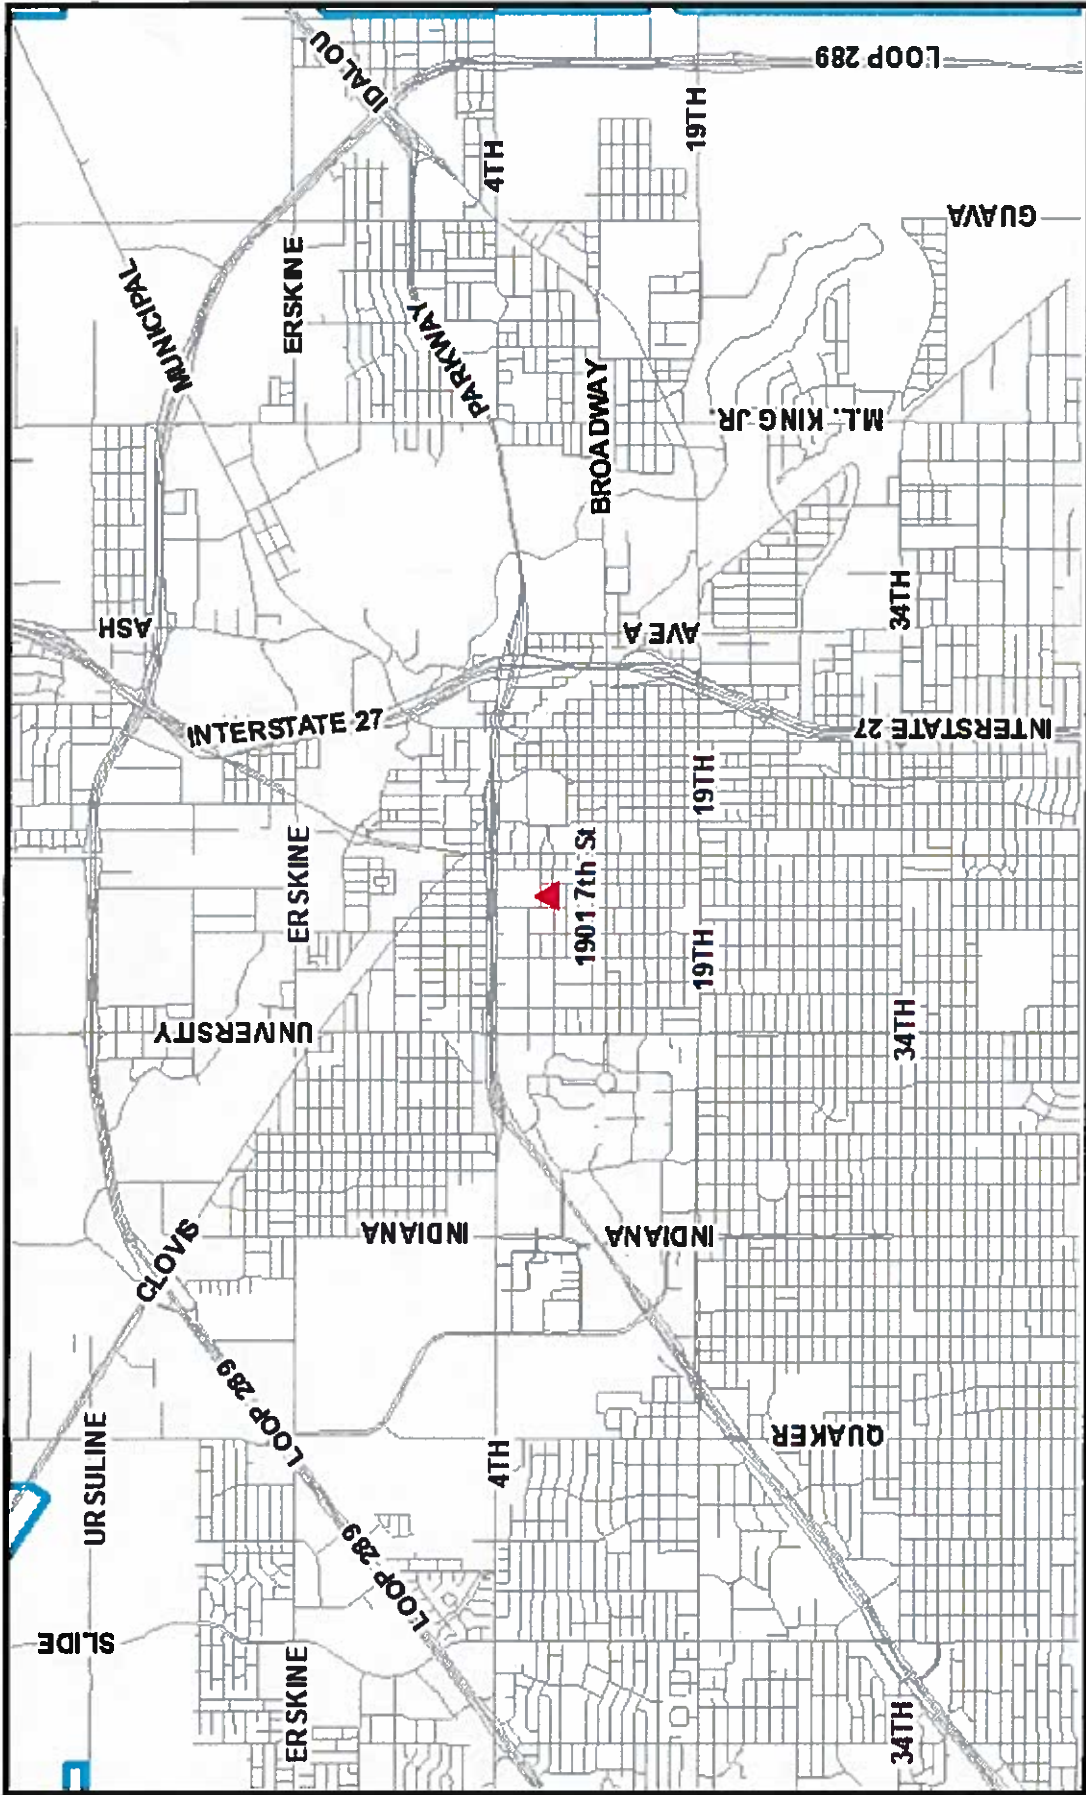 IDALOU
LOOP 289
19TH
4TH
GUAVA
ERSKINE
MUNICIPAL
PARKWAY
BROADWAY
M.L. KING JR.
ASH
AVE A
34TH
INTERSTATE 27
INTERSTATE 27
19TH
ERSKINE
1901 7th St
19TH
UNIVERSITY
34TH
INDIANA
INDIANA
CLOVIS
LOOP 289
QUAKER
4TH
URSULINE
LOOP 289
SLIDE
ERSKINE
34TH